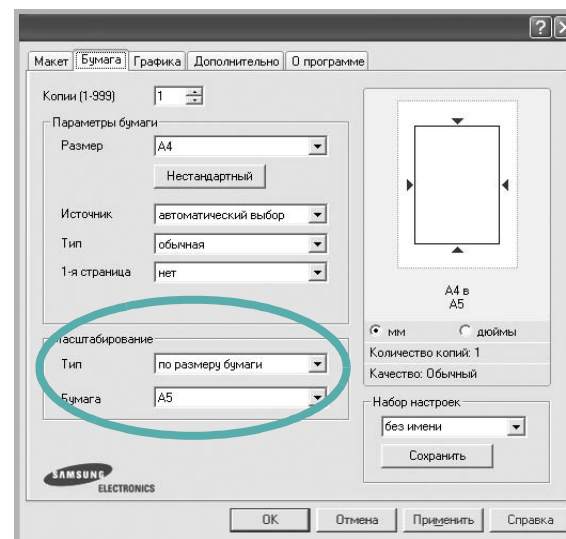 Макет Бумага Графика Дополнительно О программе
Копии (1-999) 1
Параметры бумаги
Размер A4
Нестандартный
Источник автоматический выбор
Тип обычная
1-я страница нет
Масштабирование
Тип по размеру бумаги
Бумага A5
A4 в
A5
мм дюймы
Количество копий: 1
Качество: Обычный
Набор настроек
без имени
Сохранить
SAMSUNG
ELECTRONICS
OK Отмена Применить Справка